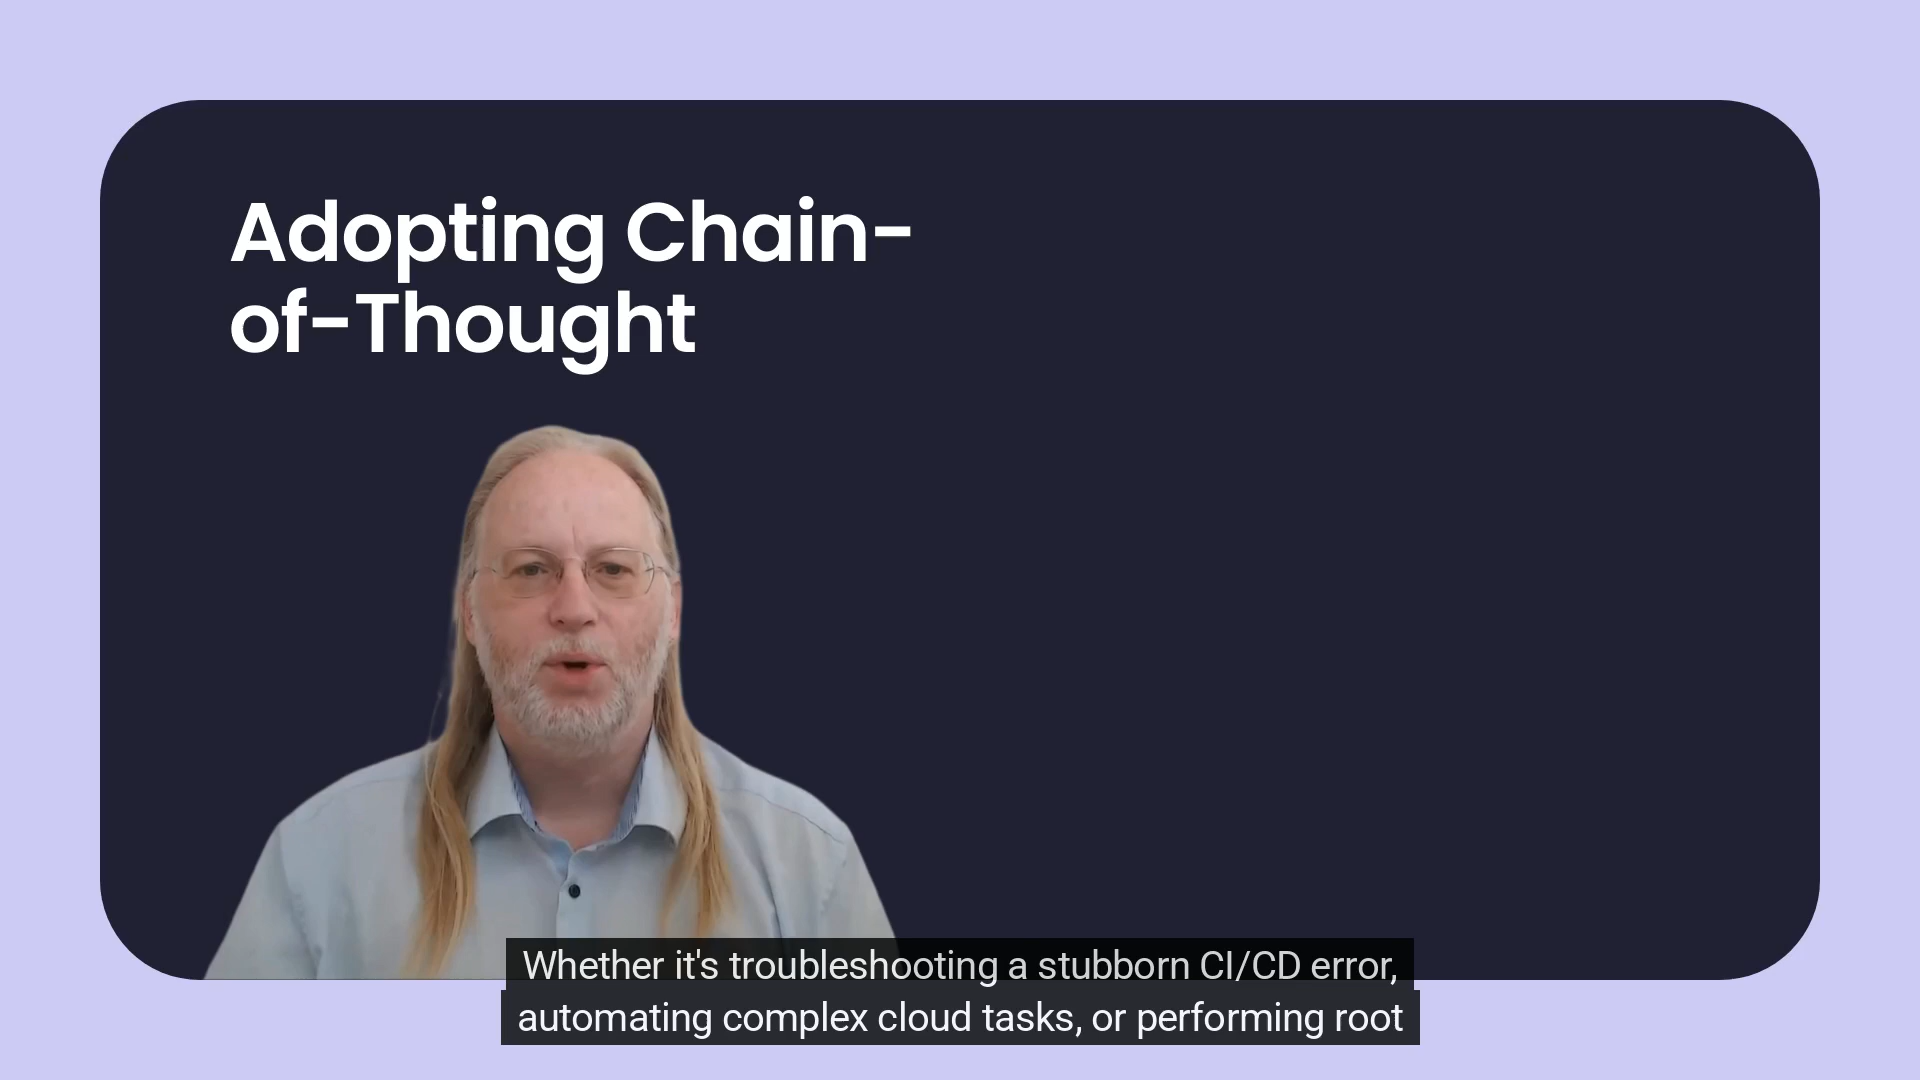 Adopting Chain-
of-Thought
Whether it's troubleshooting a stubborn CI/CD error,
automating complex cloud tasks, or performing root